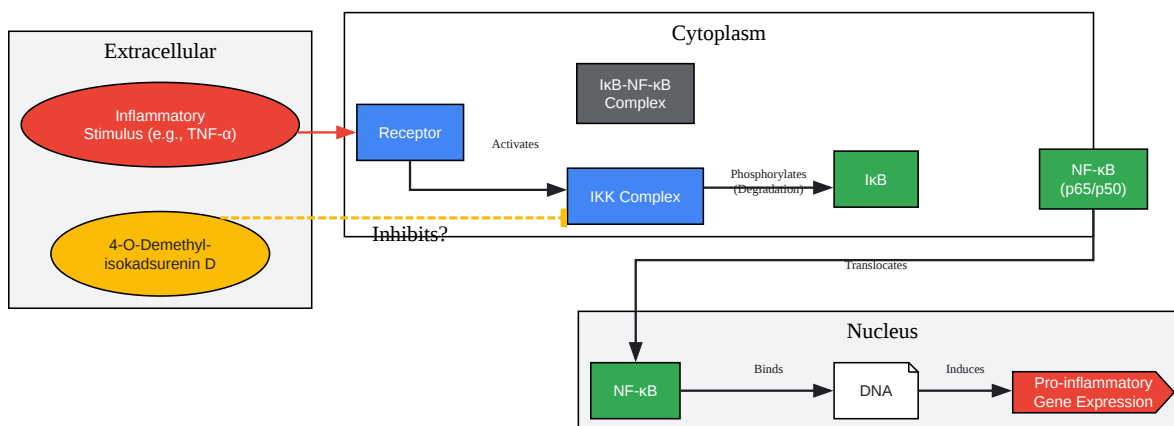 Extracellular
Inflammatory
Stimulus (e.g., TNF-α)
4-O-Demethyl-
isokadsurenin D
Cytoplasm
IκB-NF-κB
Complex
Receptor
Activates
IKK Complex
Phosphorylates
(Degradation)
IκB
NF-κB
(p65/p50)
Inhibits?
Translocates
Nucleus
NF-κB
Binds
DNA
Induces
Pro-inflammatory
Gene Expression